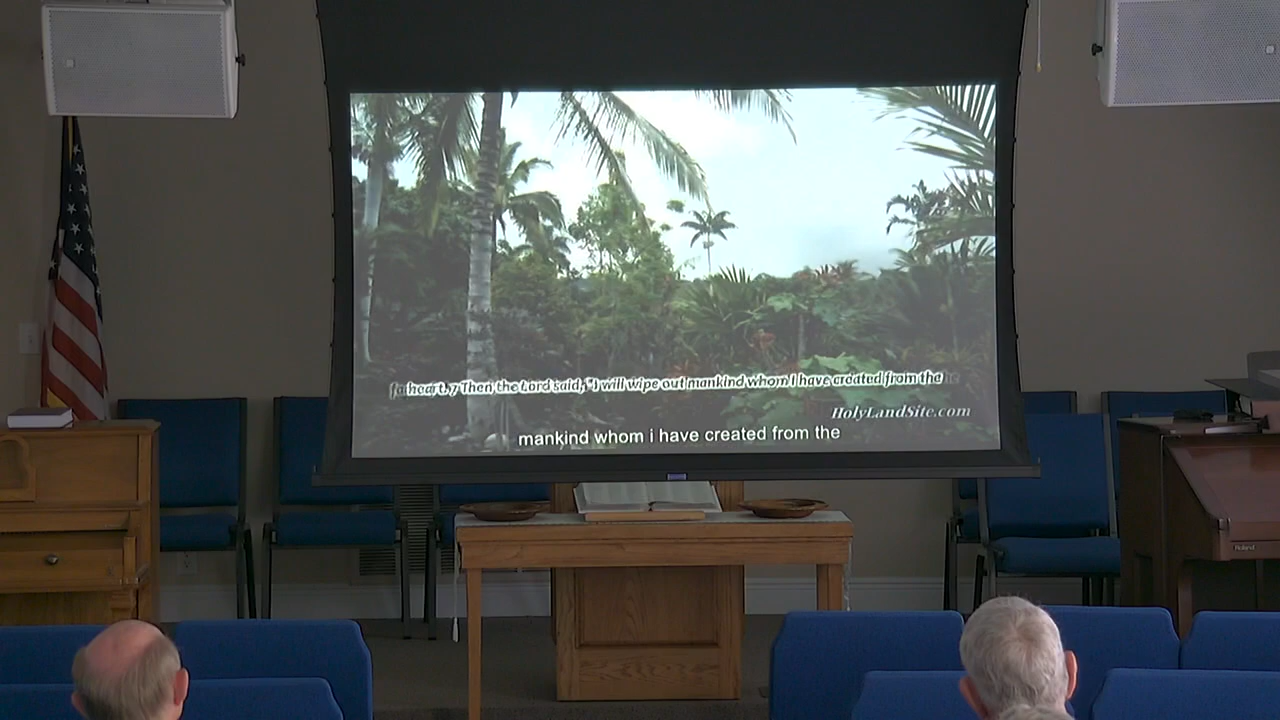 heart. 7 Then the Lord said, "I will wipe out mankind whom I have created from the
HolyLandSite.com
mankind whom i have created from the
Roland